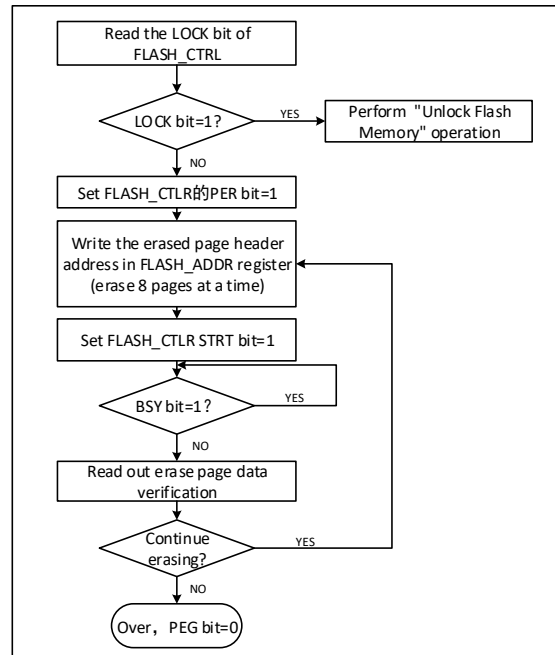 Read the LOCK bit of
FLASH_CTRL
LOCK bit=1?
YES
Perform "Unlock Flash
Memory" operation
NO
Set FLASH_CTLR的PER bit=1
Write the erased page header
address in FLASH_ADDR register
(erase 8 pages at a time)
Set FLASH_CTLR STRT bit=1
BSY bit=1?
YES
NO
Read out erase page data
verification
Continue
erasing?
YES
NO
Over，PEG bit=0